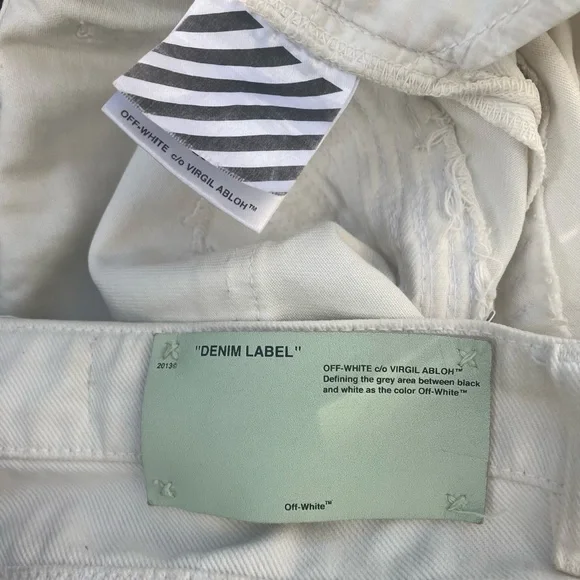 OFF-WHITE c/o VIRGIL ABLOH™
"DENIM LABEL"
2013©
OFF-WHITE c/o VIRGIL ABLOH™
Defining the grey area between black
and white as the color Off-White™
Off-White™